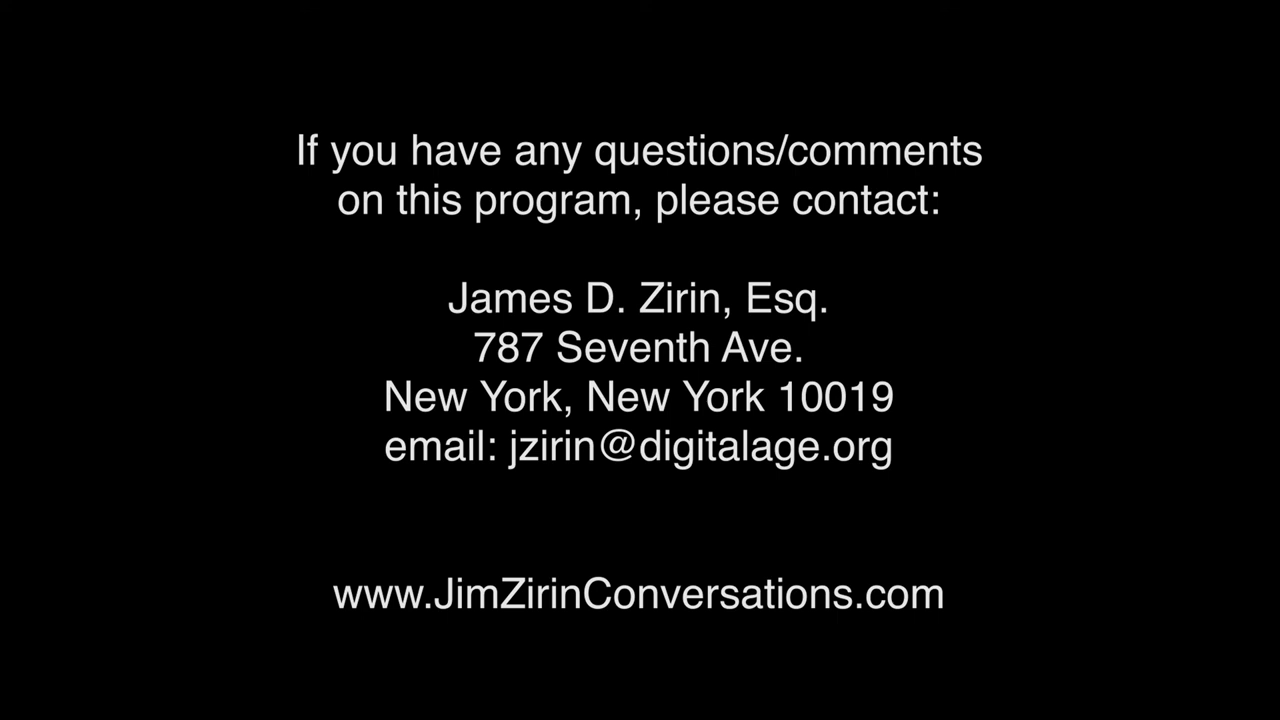 If you have any questions/comments
on this program, please contact:
James D. Zirin, Esq.
787 Seventh Ave.
New York, New York 10019
email: jzirin@digitalage.org
www.JimZirinConversations.com